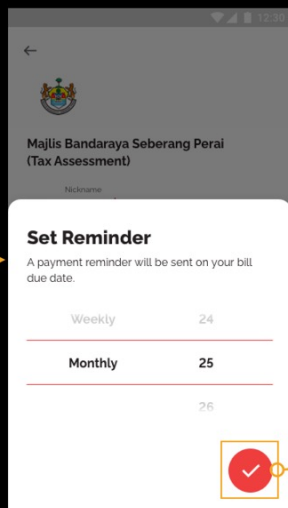 12.30
Majlis Bandaraya Seberang Perai
(Tax Assessment)
Nickname
Set Reminder
A payment reminder will be sent on your bill
due date.
Weekly 24
Monthly 25
26